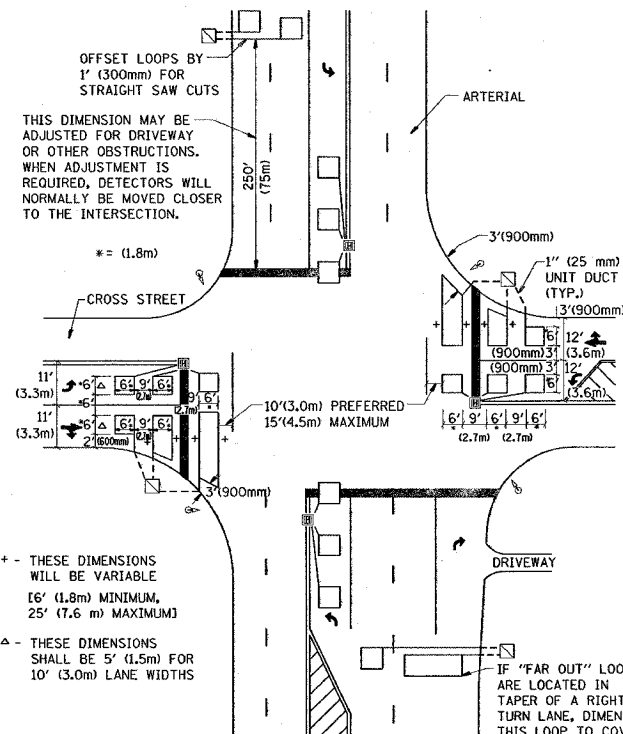 OFFSET LOOPS BY
1' (300mm) FOR
STRAIGHT SAW CUTS
THIS DIMENSION MAY BE
ADJUSTED FOR DRIVEWAY
OR OTHER OBSTRUCTIONS.
WHEN ADJUSTMENT IS
REQUIRED, DETECTORS WILL
NORMALLY BE MOVED CLOSER
TO THE INTERSECTION.
* = (1.8m)
250'
(75m)
ARTERIAL
3'(900mm)
1" (25 mm)
UNIT DUCT
(TYP.)
3'(900mm)
CROSS STREET
6'
12'
(3.6m)
(900mm) 3'
(900mm) 3'
12'
(3.6m)
6'
6' 9' 6' 9' 6'
* * *
(2.7m) (2.7m)
11'
(3.3m)
*6'
△
6' 9' 6'
*6'
9' 6'
(2.7m)
11'
(3.3m)
*6'
△
6' 9' 6'
2'
(600mm)
10'(3.0m) PREFERRED
15'(4.5m) MAXIMUM
3'(900mm)
+ - THESE DIMENSIONS
WILL BE VARIABLE
[6' (1.8m) MINIMUM,
25' (7.6 m) MAXIMUM]
△ - THESE DIMENSIONS
SHALL BE 5' (1.5m) FOR
10' (3.0m) LANE WIDTHS
DRIVEWAY
IF "FAR OUT" LOO
ARE LOCATED IN
TAPER OF A RIGHT
TURN LANE, DIMEN
THIS LOOP TO COV